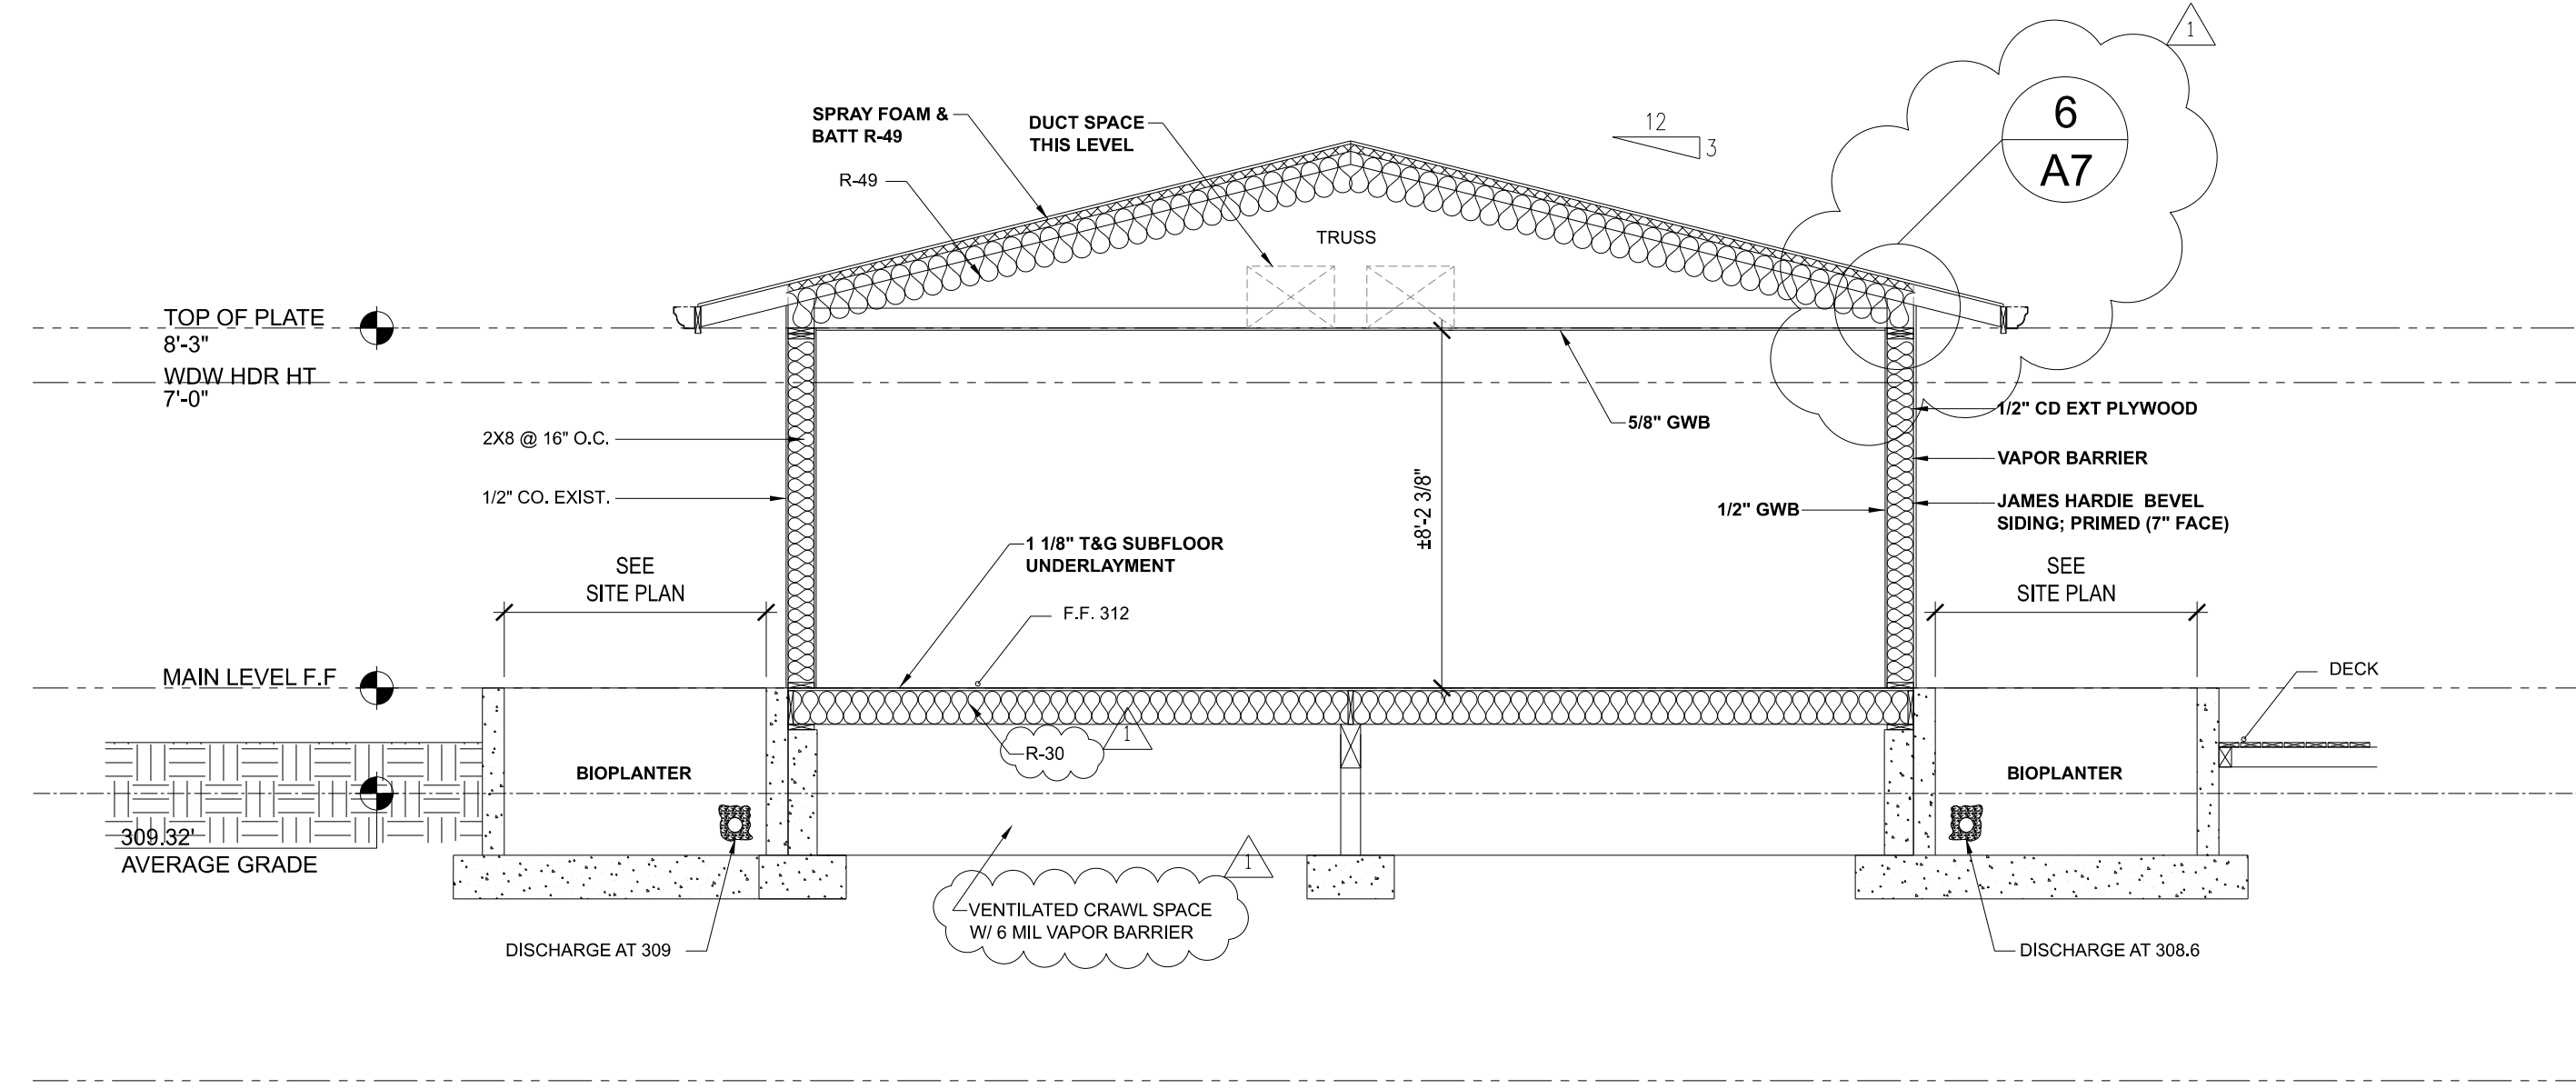 1
6
A7
SPRAY FOAM &
BATT R-49
DUCT SPACE
THIS LEVEL
12
3
R-49
TRUSS
TOP OF PLATE
8'-3"
WDW HDR HT
7'-0"
2X8 @ 16" O.C.
1/2" CO. EXIST.
5/8" GWB
1/2" CD EXT PLYWOOD
VAPOR BARRIER
±8'-2 3/8"
1/2" GWB
JAMES HARDIE BEVEL
SIDING; PRIMED (7" FACE)
1 1/8" T&G SUBFLOOR
UNDERLAYMENT
SEE
SITE PLAN
SEE
SITE PLAN
F.F. 312
MAIN LEVEL F.F
DECK
1
R-30
BIOPLANTER
BIOPLANTER
309.32'
AVERAGE GRADE
1
VENTILATED CRAWL SPACE
W/ 6 MIL VAPOR BARRIER
DISCHARGE AT 309
DISCHARGE AT 308.6